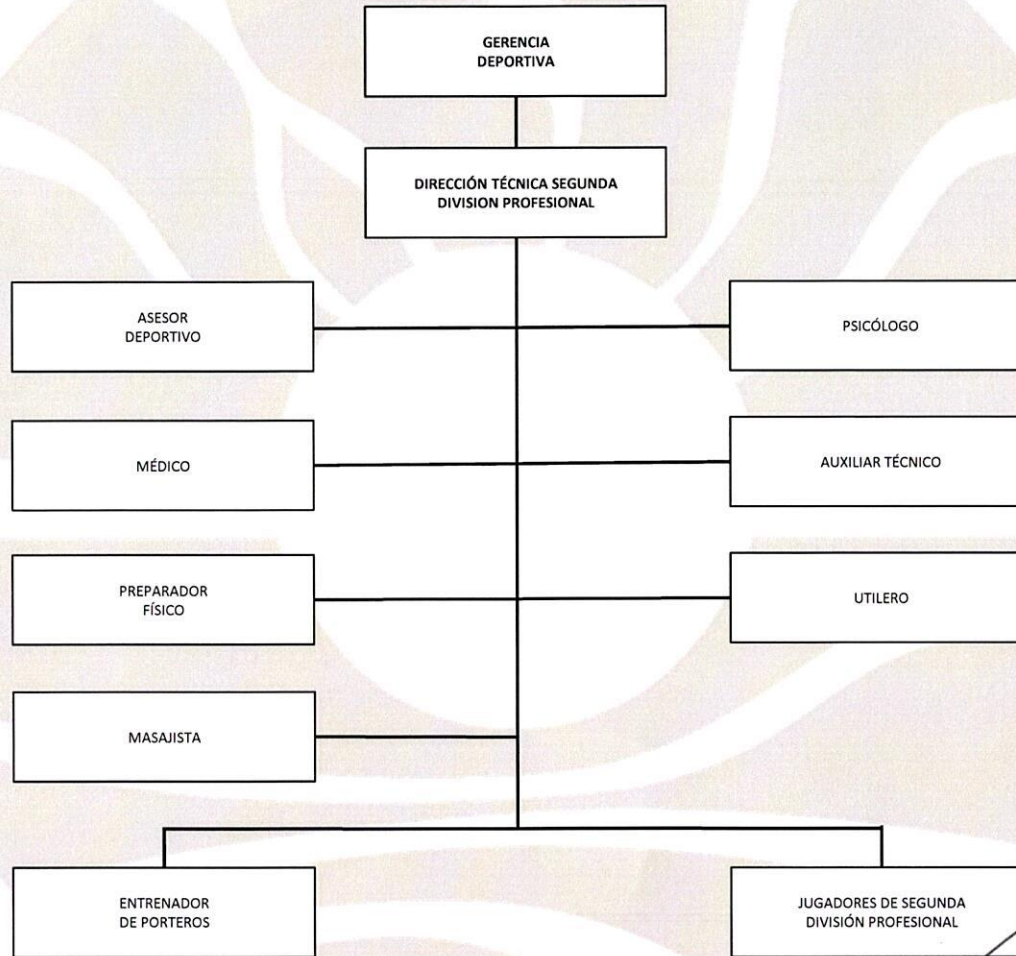 GERENCIA
DEPORTIVA
DIRECCIÓN TÉCNICA SEGUNDA
DIVISION PROFESIONAL
ASESOR
DEPORTIVO
PSICÓLOGO
MÉDICO
AUXILIAR TÉCNICO
PREPARADOR
FÍSICO
UTILERO
MASAJISTA
ENTRENADOR
DE PORTEROS
JUGADORES DE SEGUNDA
DIVISIÓN PROFESIONAL